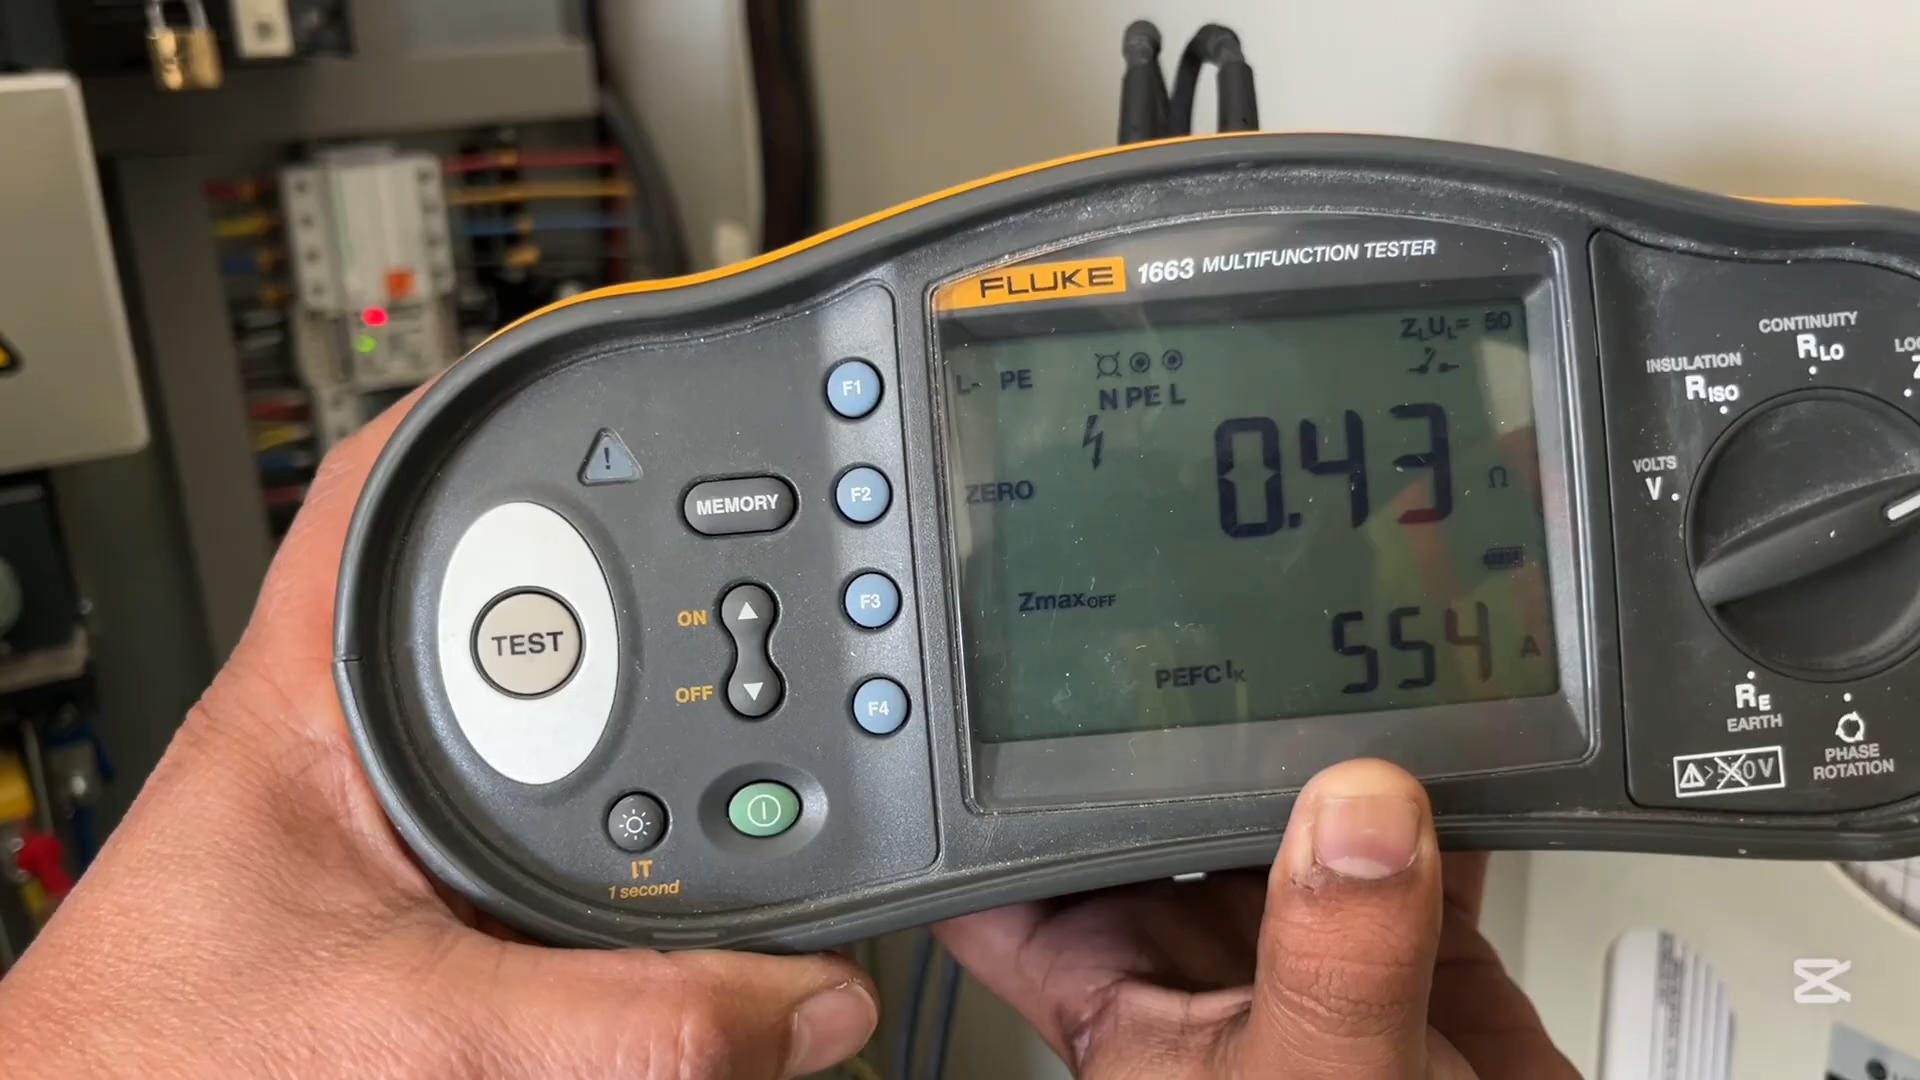 FLUKE 1663 MULTIFUNCTION TESTER
ZLUL= 50
L- PE
N PE L
0.43 Ω
ZERO
Zmax OFF
PEFC IK 554 A
F1
F2
F3
F4
MEMORY
ON
OFF
TEST
IT
1 second
CONTINUITY
RLO
INSULATION
RISO
VOLTS
V
RE
EARTH
PHASE
ROTATION